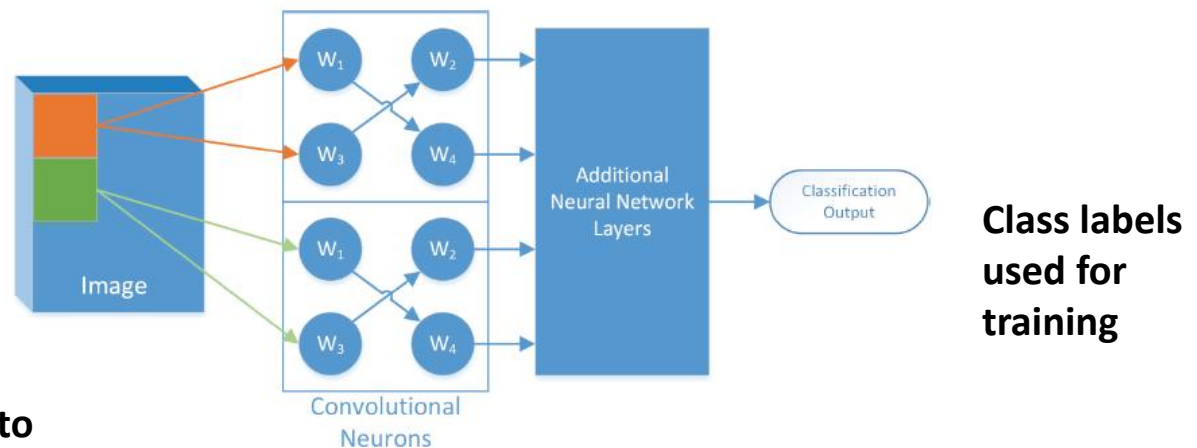 W1
W2
W3
W4
W1
W2
W3
W4
Image
Convolutional
Neurons
Additional
Neural Network
Layers
Classification
Output
Class labels
used for
training
to